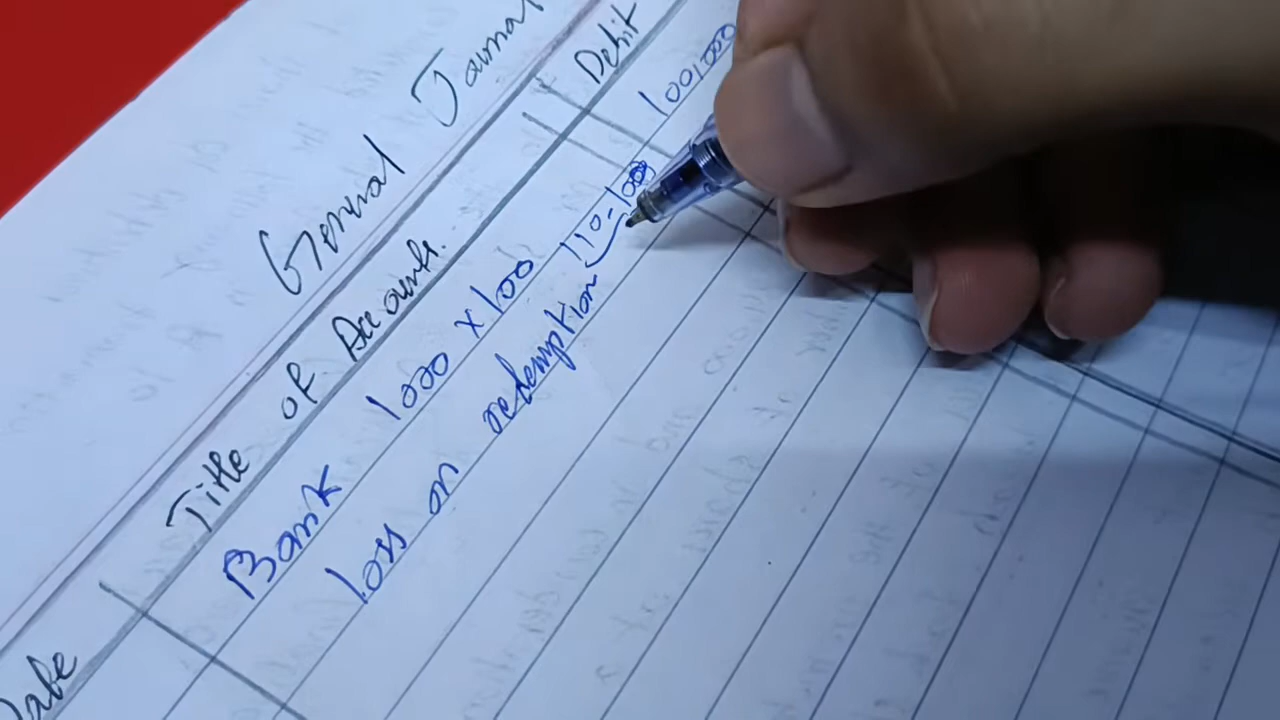 General Journal
Date Title of Accounts. Debit
Bank 1000 x 100 100,000
Loss on redemption 110-100